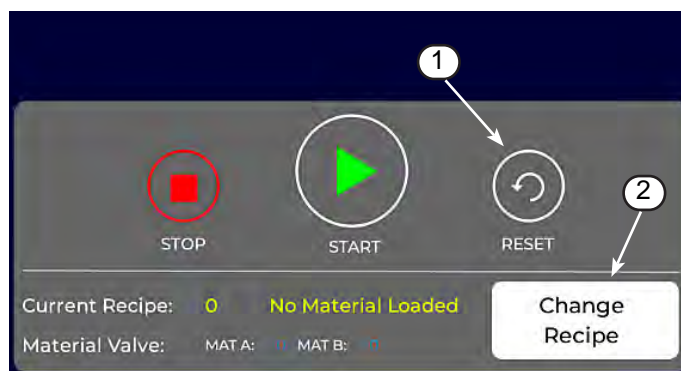 1
2
STOP START RESET
Current Recipe: 0 No Material Loaded
Change
Recipe
Material Valve: MAT A: MAT B: